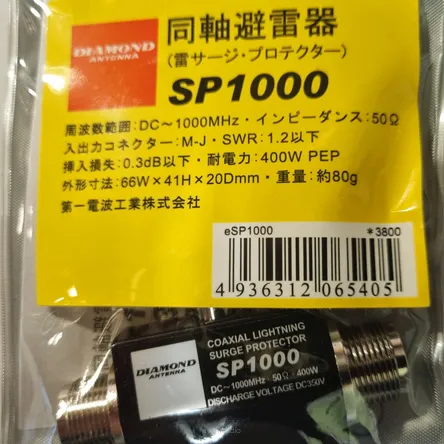 DIAMOND
ANTENNA
同軸避雷器
(雷サージ・プロテクター)
SP1000
周波数範囲:DC〜1000MHz・インピーダンス:50Ω
入出力コネクター:M-J・SWR:1.2以下
挿入損失:0.3dB以下・耐電力:400W PEP
外形寸法:66W×41H×20Dmm・重量:約80g
第一電波工業株式会社
eSP1000 *3800
4 936312 065405
DIAMOND
ANTENNA
COAXIAL LIGHTNING
SURGE PROTECTOR
SP1000
DC〜1000MHz・50Ω・400W
DISCHARGE VOLTAGE DC350V